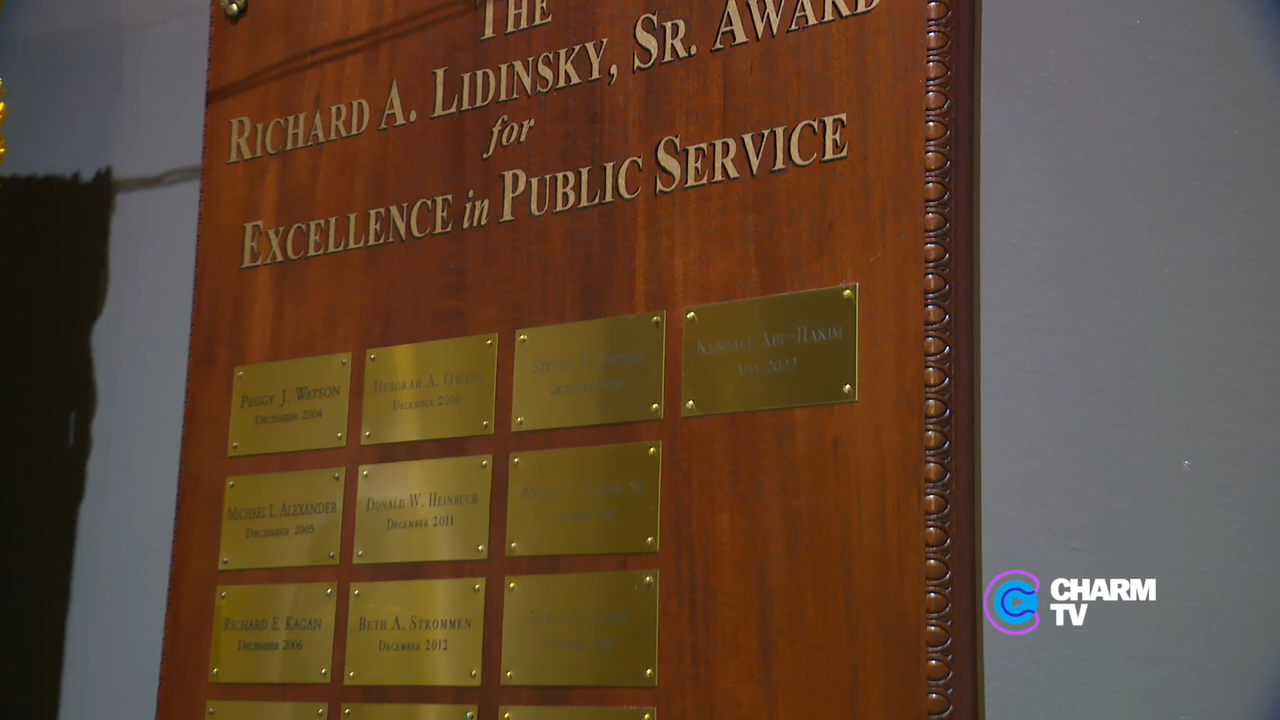 THE
RICHARD A. LIDINSKY, SR. AWARD
for
EXCELLENCE in PUBLIC SERVICE
PEGGY J. WATSON
DECEMBER 2004
DEBORAH A. OWENS
DECEMBER 2010
KENDALL ABU-HAKIM
MAY 2022
MICHAEL I. ALEXANDER
DECEMBER 2005
DONALD W. HEINBUCH
DECEMBER 2011
RICHARD E. KAGAN
DECEMBER 2006
BETH A. STROMMEN
DECEMBER 2012
CHARM
TV